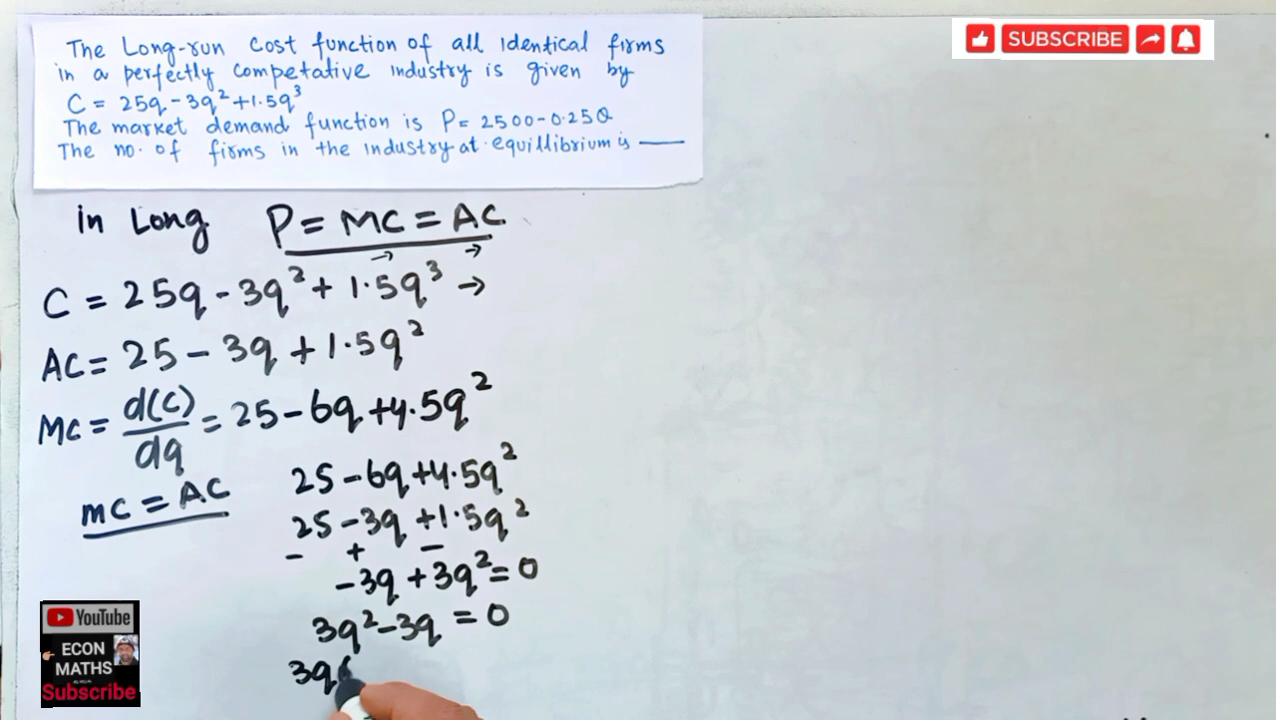 The Long-run cost function of all identical firms
in a perfectly competative industry is given by
C = 25q - 3q² + 1.5q³
The market demand function is P = 2500 - 0.25Q
The no. of firms in the industry at equillibrium is ____
SUBSCRIBE
in Long P = MC = AC
C = 25q - 3q² + 1.5q³ →
AC = 25 - 3q + 1.5q²
MC = d(C)/dq = 25 - 6q + 4.5q²
mc = AC
25 - 6q + 4.5q²
25 - 3q + 1.5q²
- + -
-3q + 3q² = 0
3q² - 3q = 0
3q(
YouTube
ECON
MATHS
Subscribe